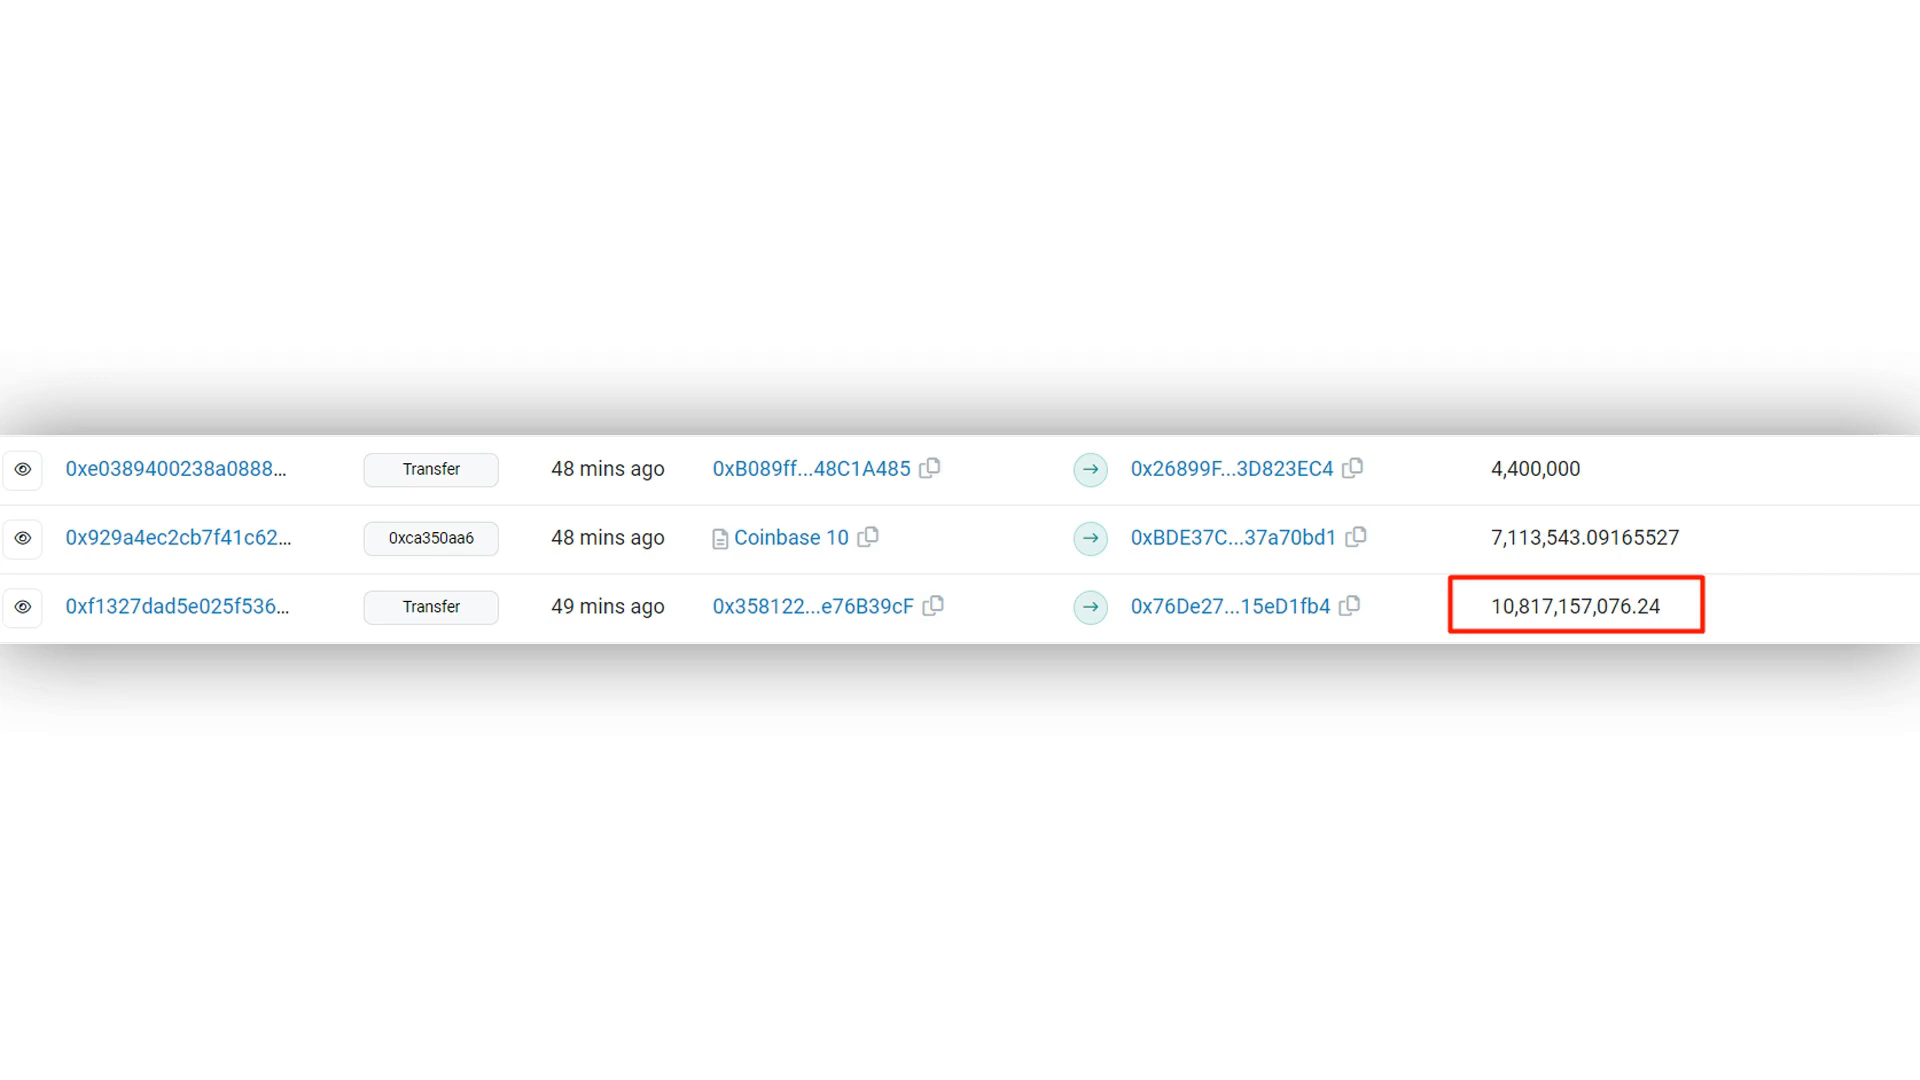 0xe0389400238a0888... Transfer 48 mins ago 0xB089ff...48C1A485 0x26899F...3D823EC4 4,400,000
0x929a4ec2cb7f41c62... 0xca350aa6 48 mins ago Coinbase 10 0xBDE37C...37a70bd1 7,113,543.09165527
0xf1327dad5e025f536... Transfer 49 mins ago 0x358122...e76B39cF 0x76De27...15eD1fb4 10,817,157,076.24